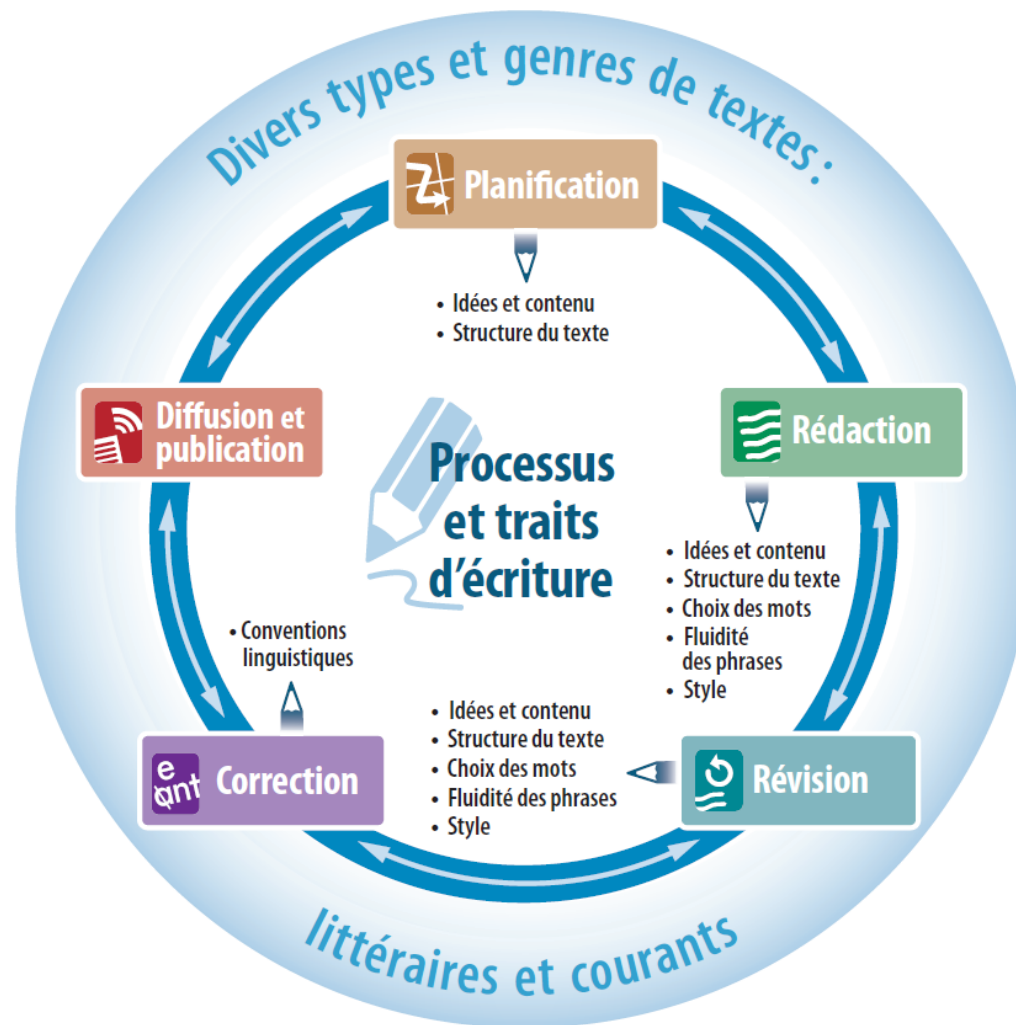 Divers types et genres de textes :
Planification
• Idées et contenu
• Structure du texte
Diffusion et
publication
Rédaction
Processus
et traits
d'écriture
• Idées et contenu
• Structure du texte
• Choix des mots
• Fluidité
des phrases
• Style
• Conventions
linguistiques
• Idées et contenu
• Structure du texte
• Choix des mots
• Fluidité des phrases
• Style
e
ant
Correction
Révision
littéraires et courants